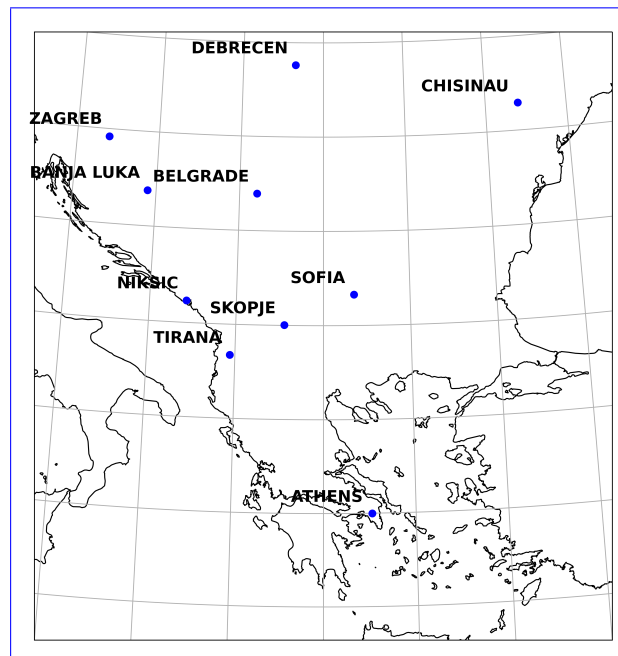 DEBRECEN
CHISINAU
ZAGREB
BANJA LUKA
BELGRADE
SOFIA
NIKSIC
SKOPJE
TIRANA
ATHENS